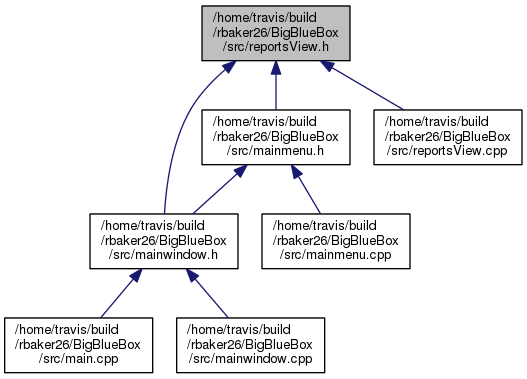 /home/travis/build
/rbaker26/BigBlueBox
/src/reportsView.h
/home/travis/build
/rbaker26/BigBlueBox
/src/mainmenu.h
/home/travis/build
/rbaker26/BigBlueBox
/src/reportsView.cpp
/home/travis/build
/rbaker26/BigBlueBox
/src/mainwindow.h
/home/travis/build
/rbaker26/BigBlueBox
/src/mainmenu.cpp
/home/travis/build
/rbaker26/BigBlueBox
/src/main.cpp
/home/travis/build
/rbaker26/BigBlueBox
/src/mainwindow.cpp